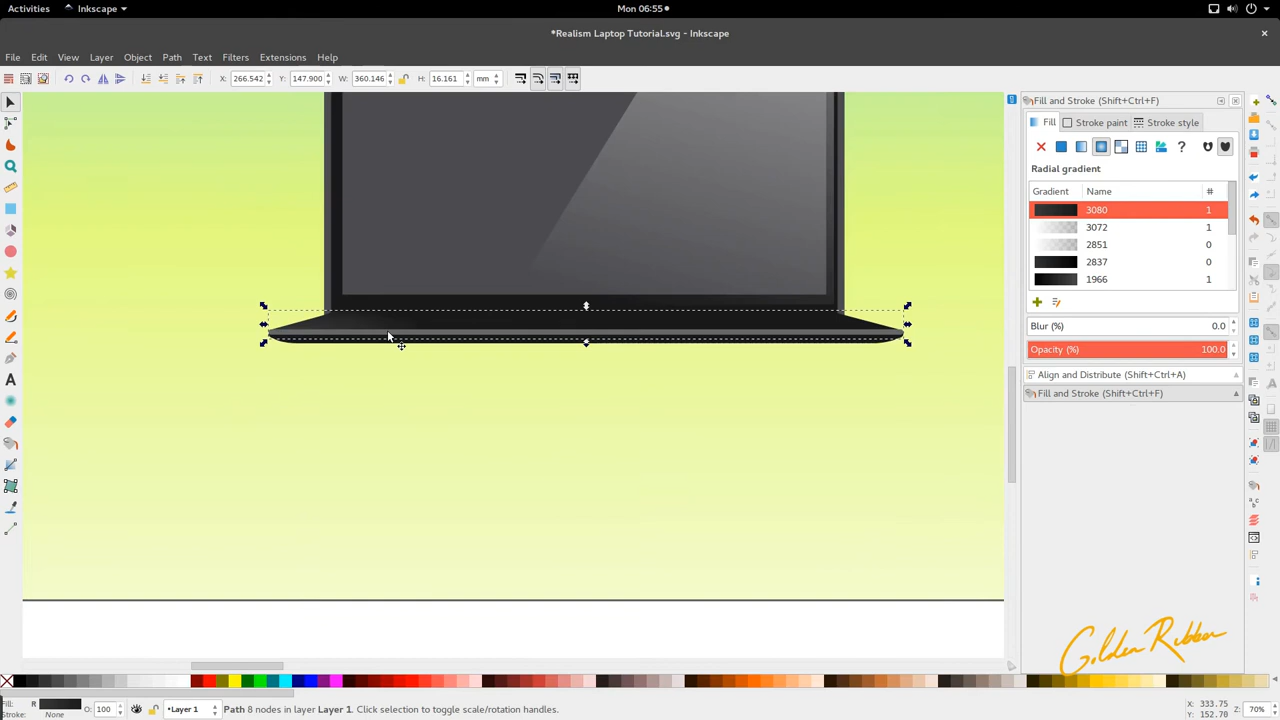 Activities Inkscape Mon 06:55
*Realism Laptop Tutorial.svg - Inkscape
File Edit View Layer Object Path Text Filters Extensions Help
X: 266.542 Y: 147.900 W: 360.146 H: 16.161 mm
Fill and Stroke (Shift+Ctrl+F)
Fill Stroke paint Stroke style
Radial gradient
Gradient Name #
3080 1
3072 1
2851 0
2837 0
1966 1
Blur (%) 0.0
Opacity (%) 100.0
Align and Distribute (Shift+Ctrl+A)
Fill and Stroke (Shift+Ctrl+F)
Golden Ribbon
Fill: R O: 100 •Layer 1 Path 8 nodes in layer Layer 1. Click selection to toggle scale/rotation handles. X: 333.75 Z: 70%
Stroke: None Y: 152.70